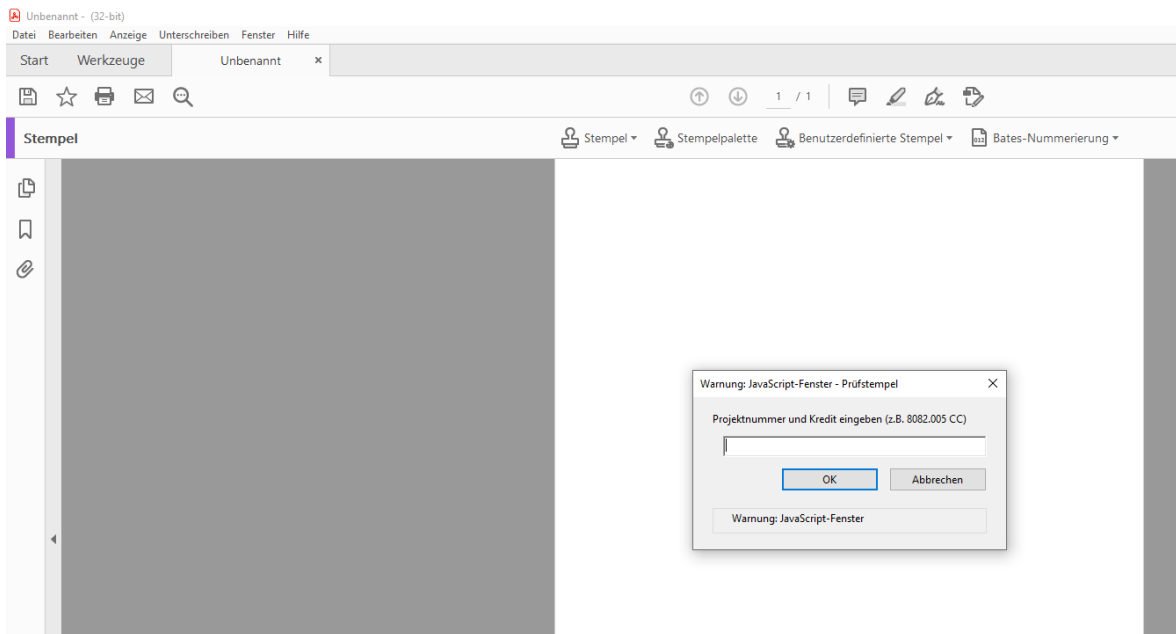 Unbenannt - (32-bit)
Datei Bearbeiten Anzeige Unterschreiben Fenster Hilfe
Start Werkzeuge Unbenannt ×
1 / 1
Stempel Stempel Stempelpalette Benutzerdefinierte Stempel Bates-Nummerierung
Warnung: JavaScript-Fenster - Prüfstempel
Projektnummer und Kredit eingeben (z.B. 8082.005 CC)
OK Abbrechen
Warnung: JavaScript-Fenster